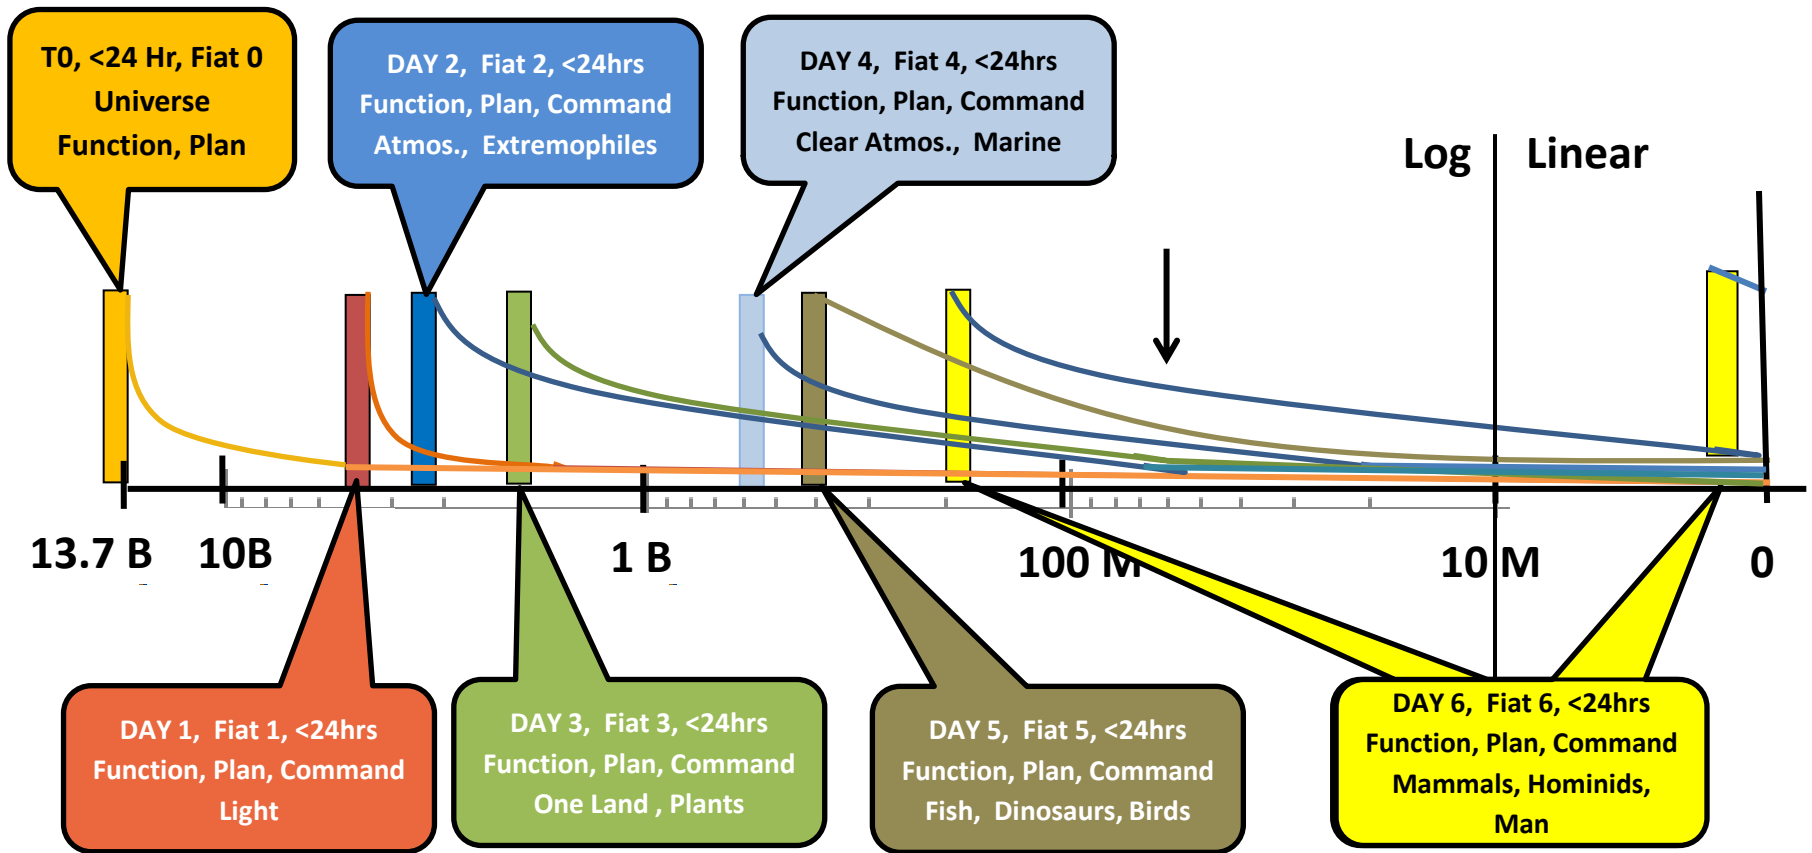 T0, <24 Hr, Fiat 0
Universe
Function, Plan
DAY 2,  Fiat 2, <24hrs
Function, Plan, Command
Atmos.,  Extremophiles
DAY 4,  Fiat 4, <24hrs
Function, Plan, Command
Clear Atmos.,  Marine
Log
Linear
13.7 B
10B
1 B
100 M
10 M
0
DAY 1,  Fiat 1, <24hrs
Function, Plan, Command
Light
DAY 3,  Fiat 3, <24hrs
Function, Plan, Command
One Land , Plants
DAY 5,  Fiat 5, <24hrs
Function, Plan, Command
Fish,  Dinosaurs, Birds
DAY 6,  Fiat 6, <24hrs
Function, Plan, Command
Mammals, Hominids,
Man